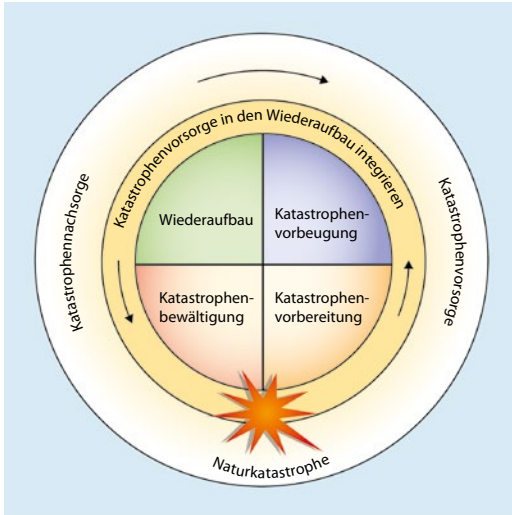 Katastrophenvorsorge in den Wiederaufbau integrieren
Katastrophennachsorge
Katastrophenvorsorge
Wiederaufbau
Katastrophen-
vorbeugung
Katastrophen-
bewältigung
Katastrophen-
vorbereitung
Naturkatastrophe